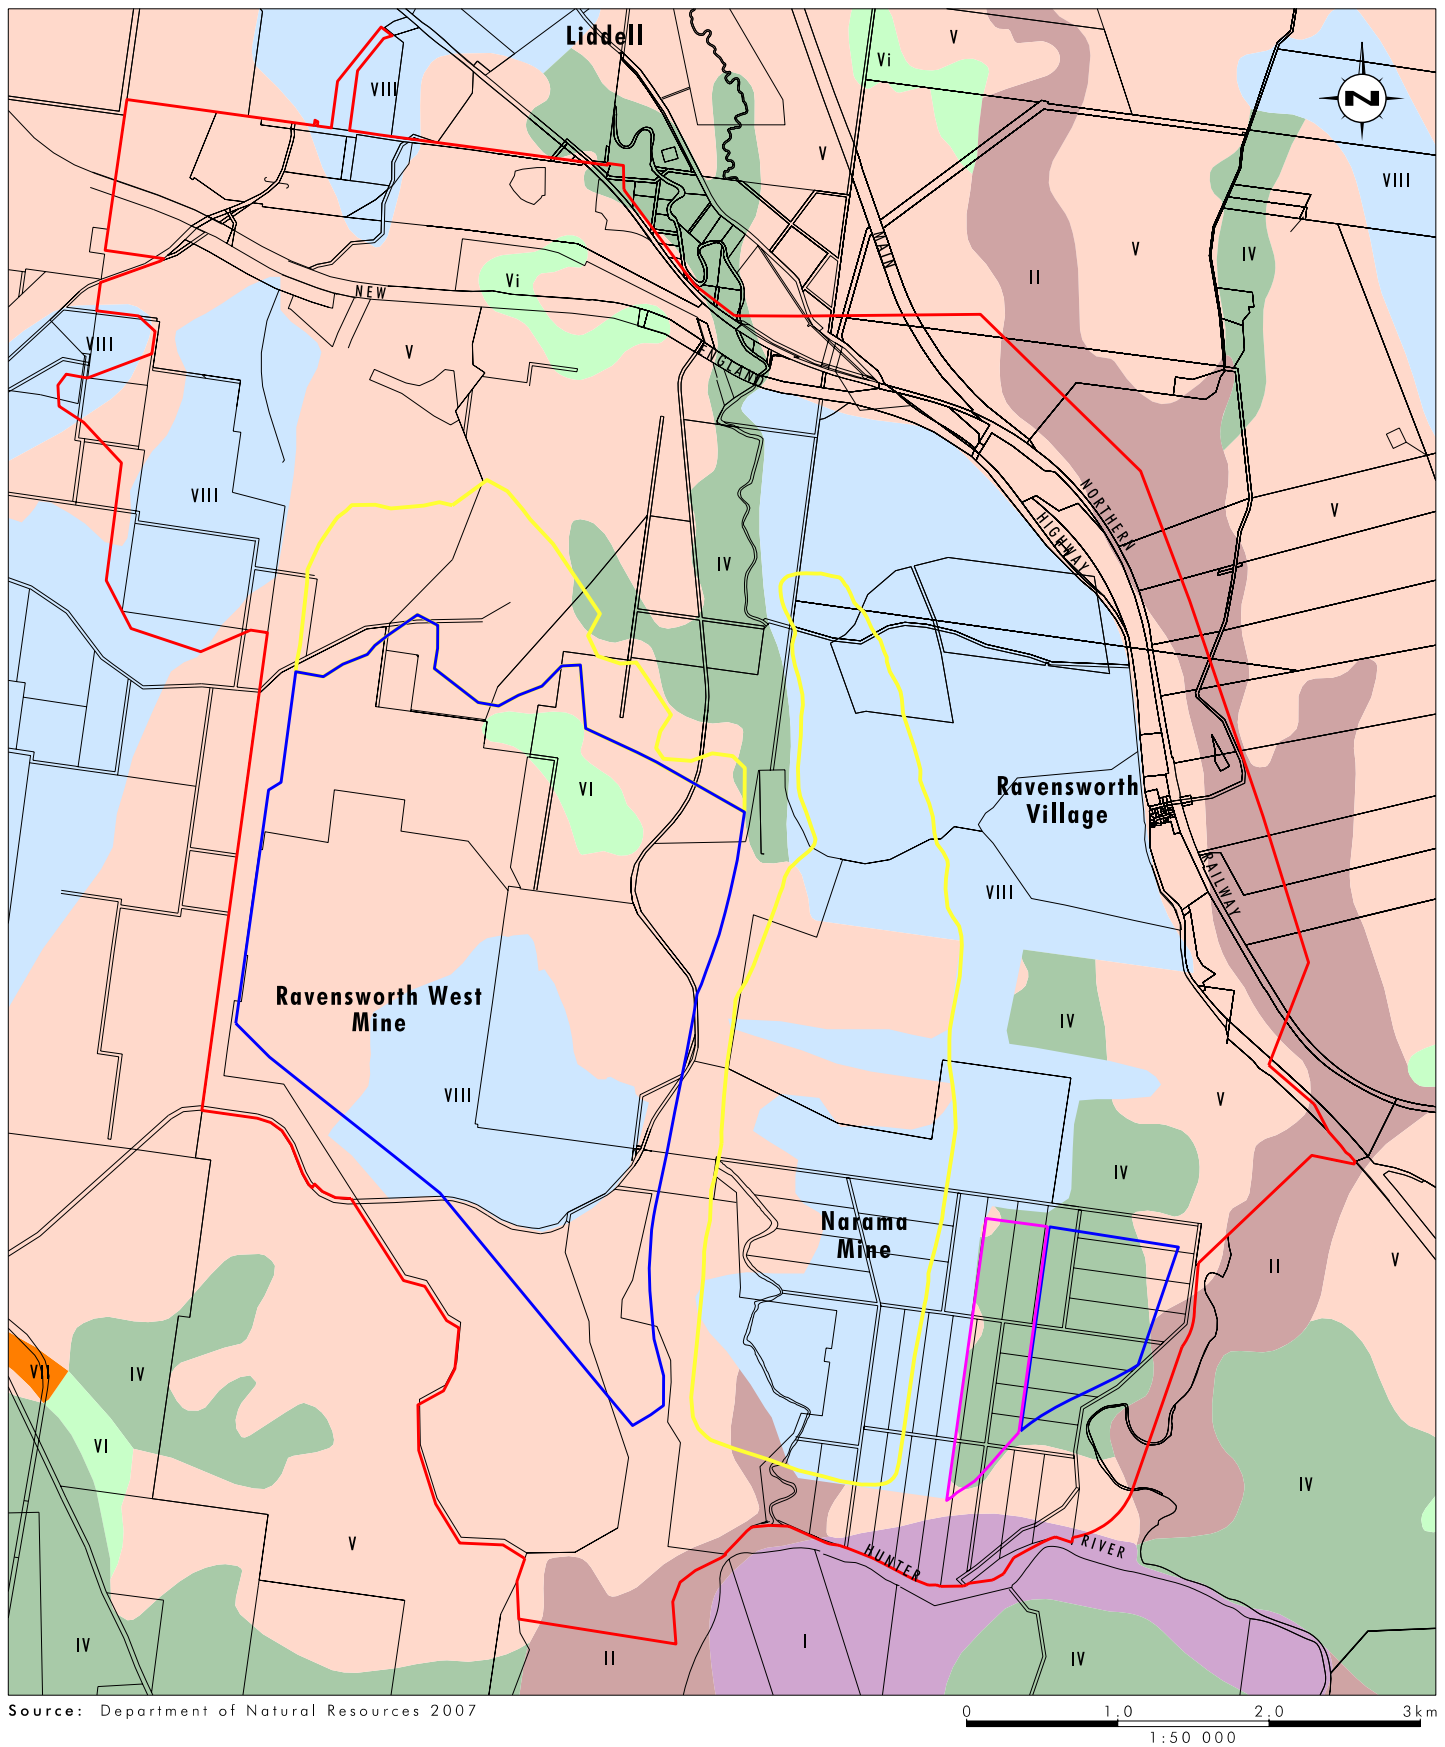 Liddell
V
Vi
VIII
N
V
VIII
MAIN
V
IV
II
Vi
NEW
VIII
V
ENGLAND
VIII
NORTHERN
V
HIGHWAY
IV
VI
Ravensworth
Village
RAILWAY
VIII
Ravensworth West
Mine
IV
VIII
V
IV
Narama
Mine
II
V
VII
IV
VI
IV
V
HUNTER
RIVER
I
IV
II
IV
Source: Department of Natural Resources 2007
0 1.0 2.0 3km
1:50 000